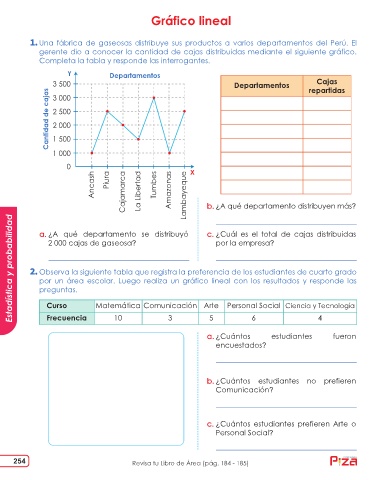 Gráfico lineal
1. Una fábrica de gaseosas distribuye sus productos a varios departamentos del Perú. El
gerente dio a conocer la cantidad de cajas distribuidas mediante el siguiente gráfico.
Completa la tabla y responde las interrogantes.
Y
Departamentos
Cantidad de cajas
3 500
3 000
2 500
2 000
1 500
1 000
0
X
Ancash
Piura
Cajamarca
La Libertad
Tumbes
Amazonas
Lambayeque
Departamentos
Cajas
repartidas
a. ¿A qué departamento se distribuyó
2 000 cajas de gaseosa?
b. ¿A qué departamento distribuyen más?
c. ¿Cuál es el total de cajas distribuidas
por la empresa?
2. Observa la siguiente tabla que registra la preferencia de los estudiantes de cuarto grado
por un área escolar. Luego realiza un gráfico lineal con los resultados y responde las
preguntas.
Curso Matemática Comunicación Arte Personal Social Ciencia y Tecnología
Frecuencia 10 3 5 6 4
a. ¿Cuántos estudiantes fueron
encuestados?
b. ¿Cuántos estudiantes no prefieren
Comunicación?
c. ¿Cuántos estudiantes prefieren Arte o
Personal Social?
Estadística y probabilidad
254
Revisa tu Libro de Área (pág. 184 - 185)